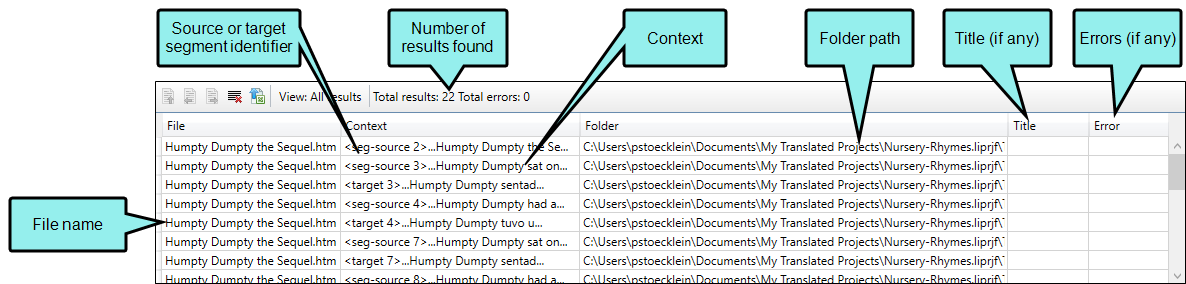 Source or target
segment identifier
Number of
results found
Context
Folder path
Title (if any)
Errors (if any)
View: All results Total results: 22 Total errors: 0
File Context Folder Title Error
Humpty Dumpty the Sequel.htm <seg-source 2>...Humpty Dumpty the Se... C:\Users\pstoecklein\Documents\My Translated Projects\Nursery-Rhymes.liprjf\
Humpty Dumpty the Sequel.htm <seg-source 3>...Humpty Dumpty sat on... C:\Users\pstoecklein\Documents\My Translated Projects\Nursery-Rhymes.liprjf\
Humpty Dumpty the Sequel.htm <target 3>...Humpty Dumpty sentad... C:\Users\pstoecklein\Documents\My Translated Projects\Nursery-Rhymes.liprjf\
Humpty Dumpty the Sequel.htm <seg-source 4>...Humpty Dumpty had a... C:\Users\pstoecklein\Documents\My Translated Projects\Nursery-Rhymes.liprjf\
File name
Humpty Dumpty the Sequel.htm <target 4>...Humpty Dumpty tuvo u... C:\Users\pstoecklein\Documents\My Translated Projects\Nursery-Rhymes.liprjf\
Humpty Dumpty the Sequel.htm <seg-source 7>...Humpty Dumpty sat on... C:\Users\pstoecklein\Documents\My Translated Projects\Nursery-Rhymes.liprjf\
Humpty Dumpty the Sequel.htm <target 7>...Humpty Dumpty sentad... C:\Users\pstoecklein\Documents\My Translated Projects\Nursery-Rhymes.liprjf\
Humpty Dumpty the Sequel.htm <seg-source 8>...Humpty Dumpty had a... C:\Users\pstoecklein\Documents\My Translated Projects\Nursery-Rhymes.liprjf\